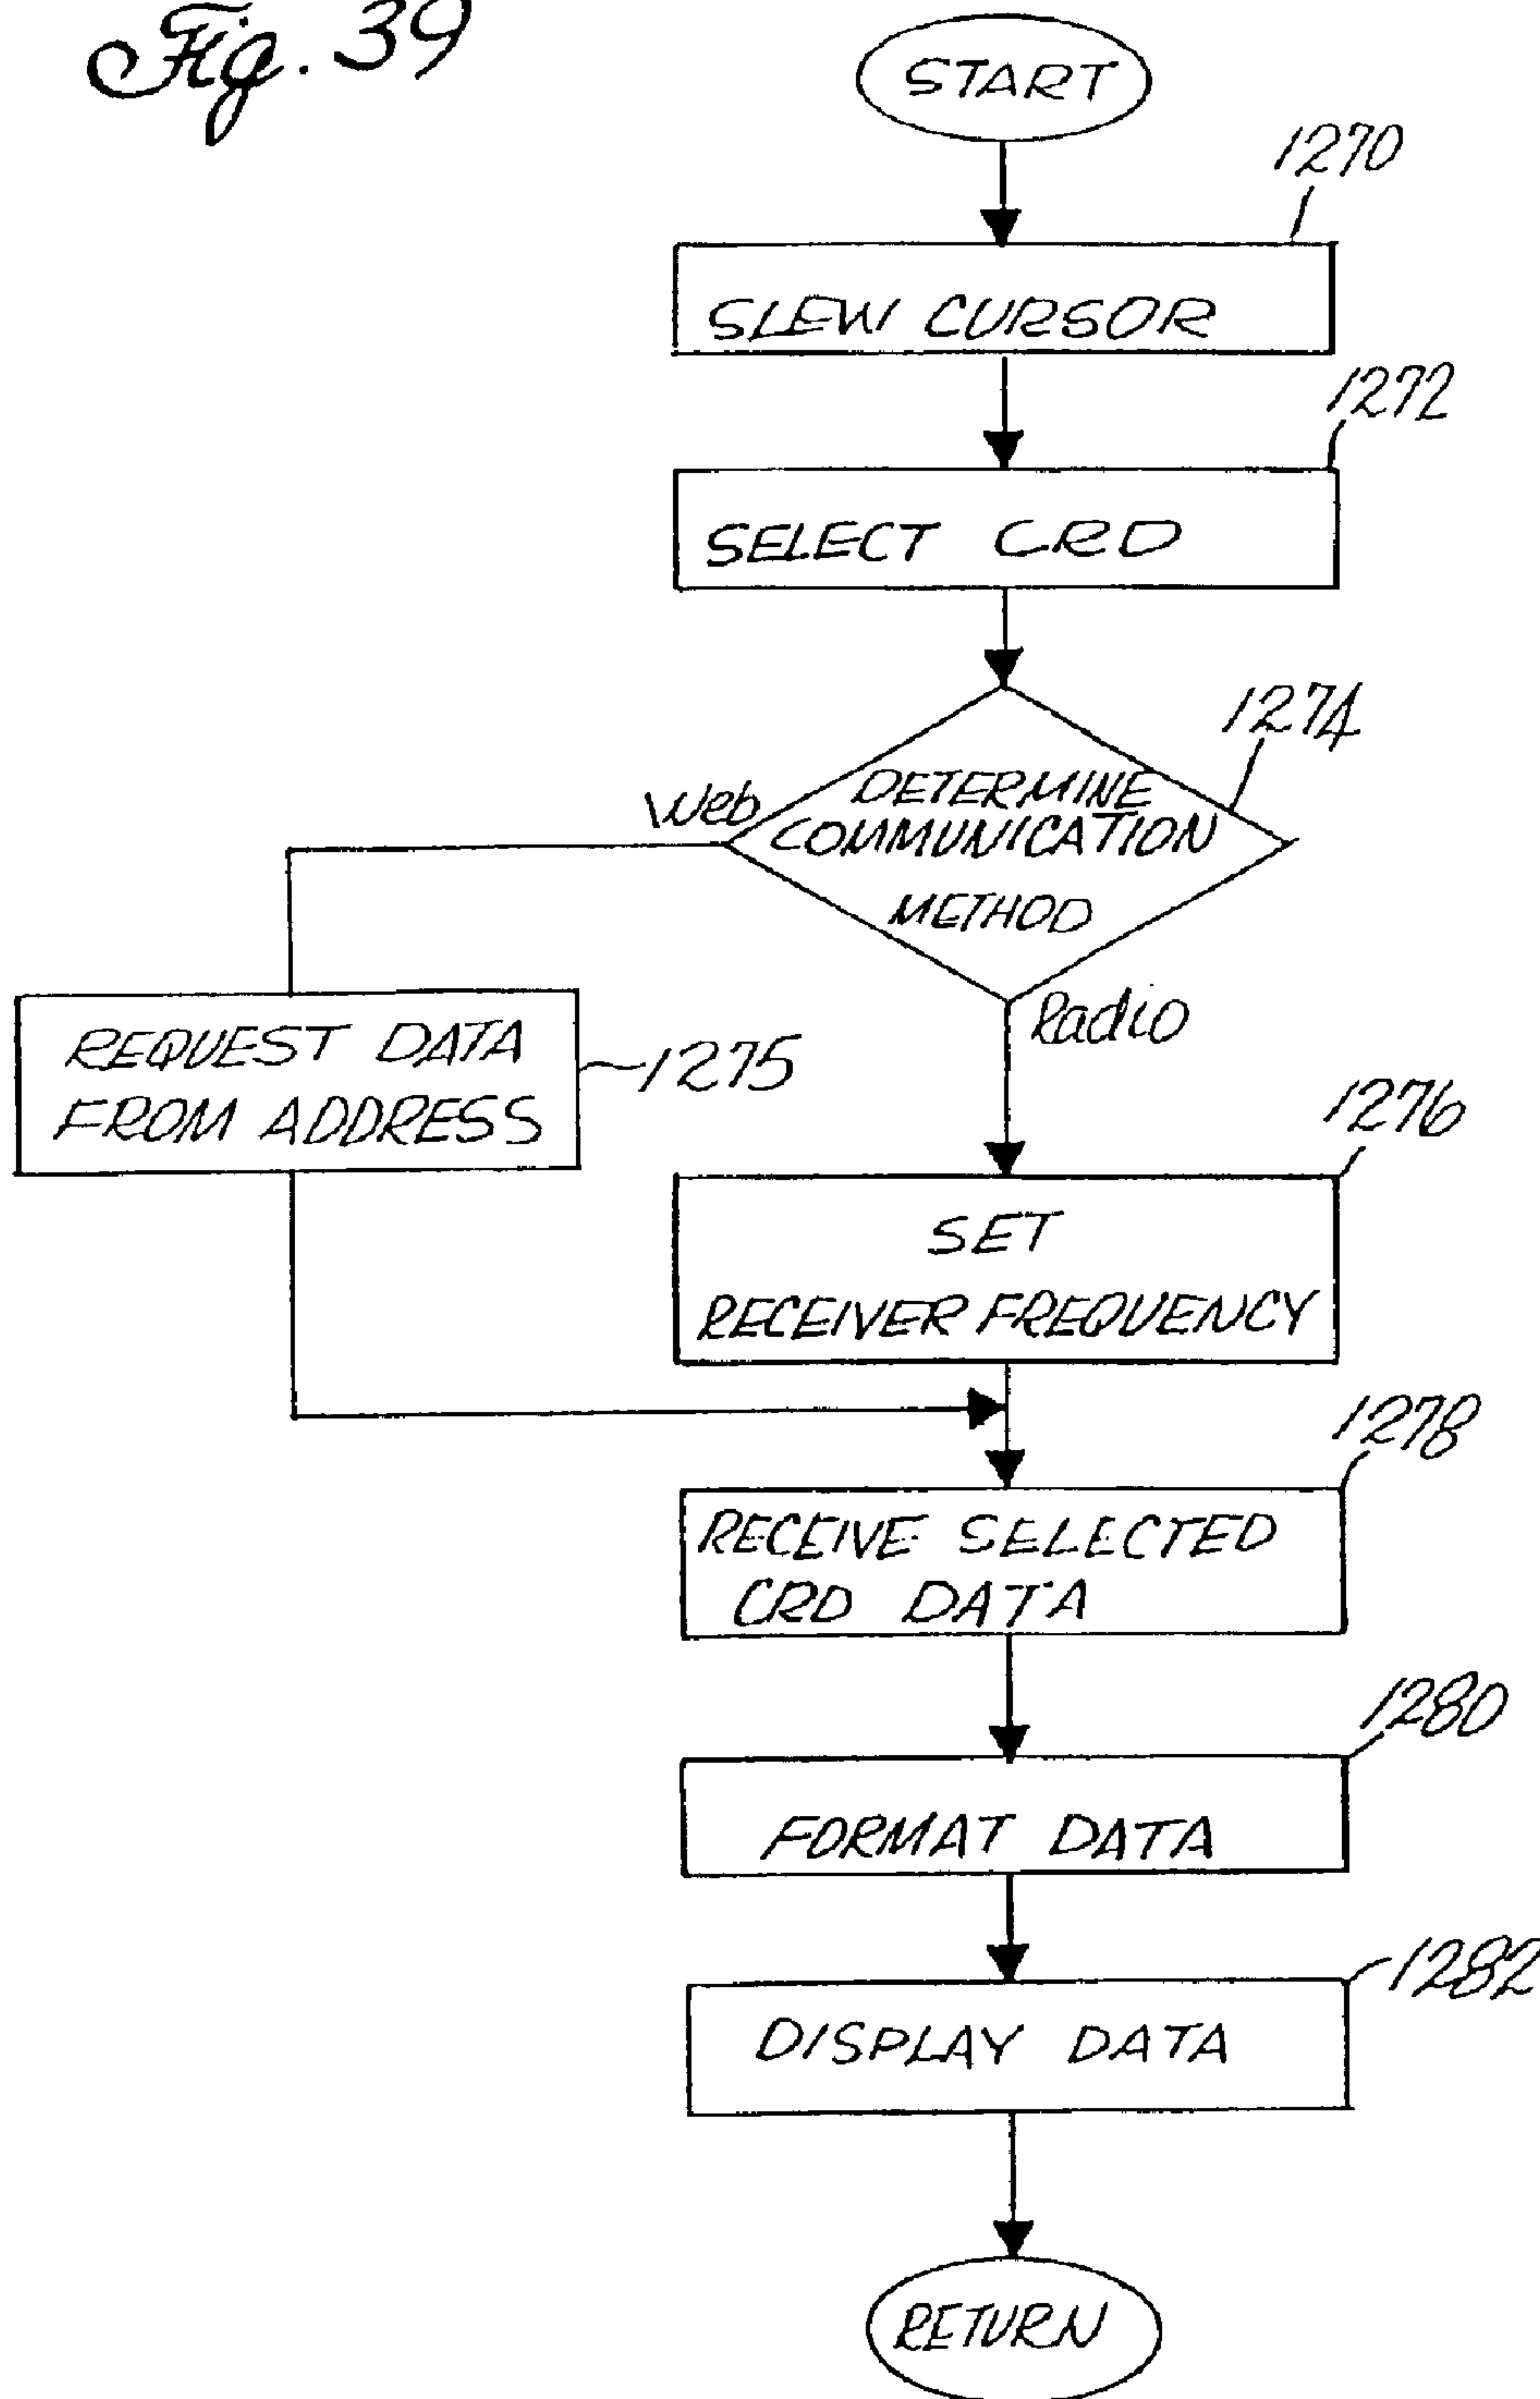 Fig. 39
START
1270
SLEW CURSOR
1272
SELECT CRD
1274
Web
DETERMINE
COMMUNICATION
METHOD
Radio
REQUEST DATA
FROM ADDRESS
1275
1276
SET
RECEIVER FREQUENCY
1278
RECEIVE SELECTED
CRD DATA
1280
FORMAT DATA
1282
DISPLAY DATA
RETURN